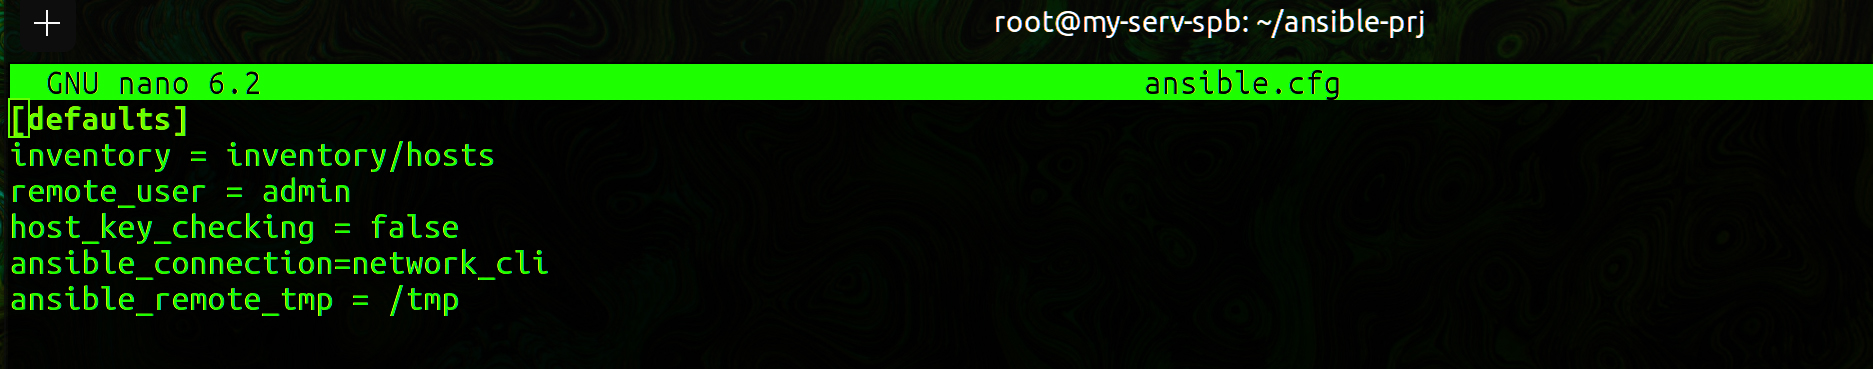 root@my-serv-spb: ~/ansible-prj
GNU nano 6.2 ansible.cfg
[defaults]
inventory = inventory/hosts
remote_user = admin
host_key_checking = false
ansible_connection=network_cli
ansible_remote_tmp = /tmp